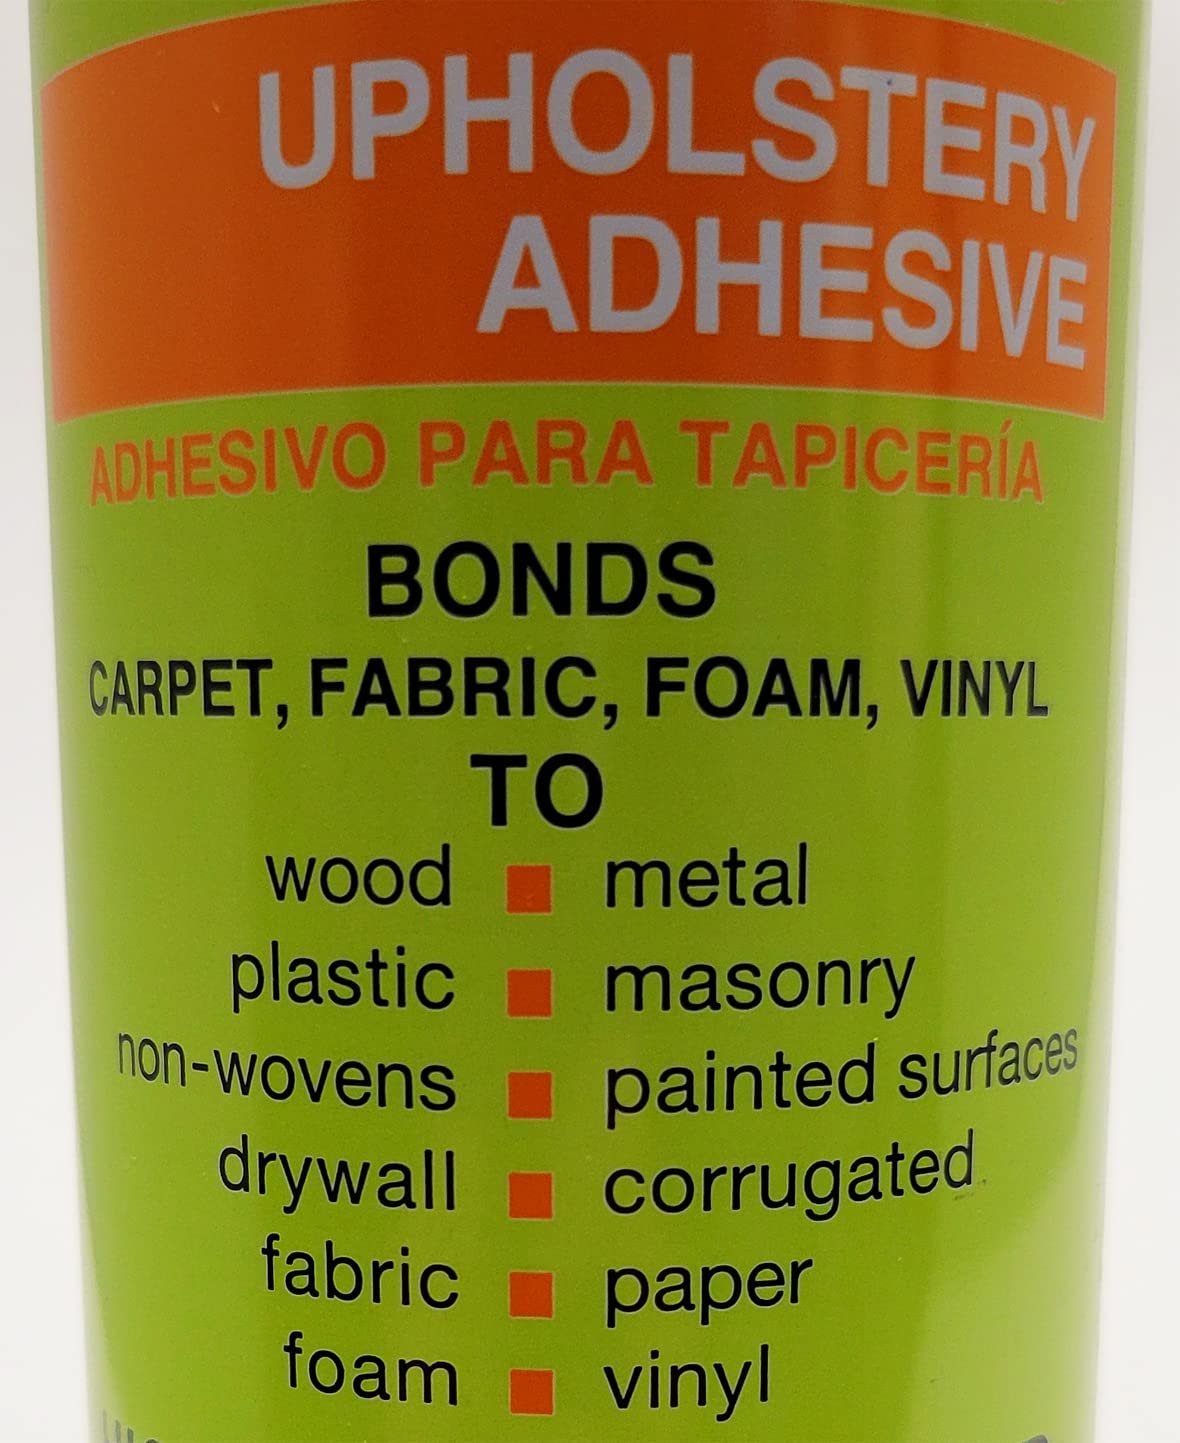 UPHOLSTERY
ADHESIVE
ADHESIVO PARA TAPICERÍA
BONDS
CARPET, FABRIC, FOAM, VINYL
TO
wood ■ metal
plastic ■ masonry
non-wovens ■ painted surfaces
drywall ■ corrugated
fabric ■ paper
foam ■ vinyl